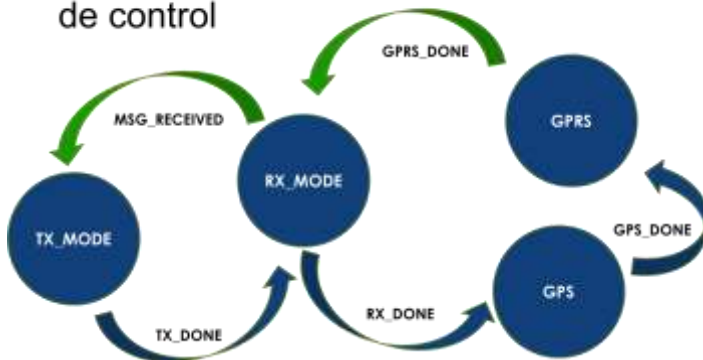 de control
GPRS_DONE
MSG_RECEIVED
GPRS
RX_MODE
TX_MODE
GPS_DONE
GPS
RX_DONE
TX_DONE